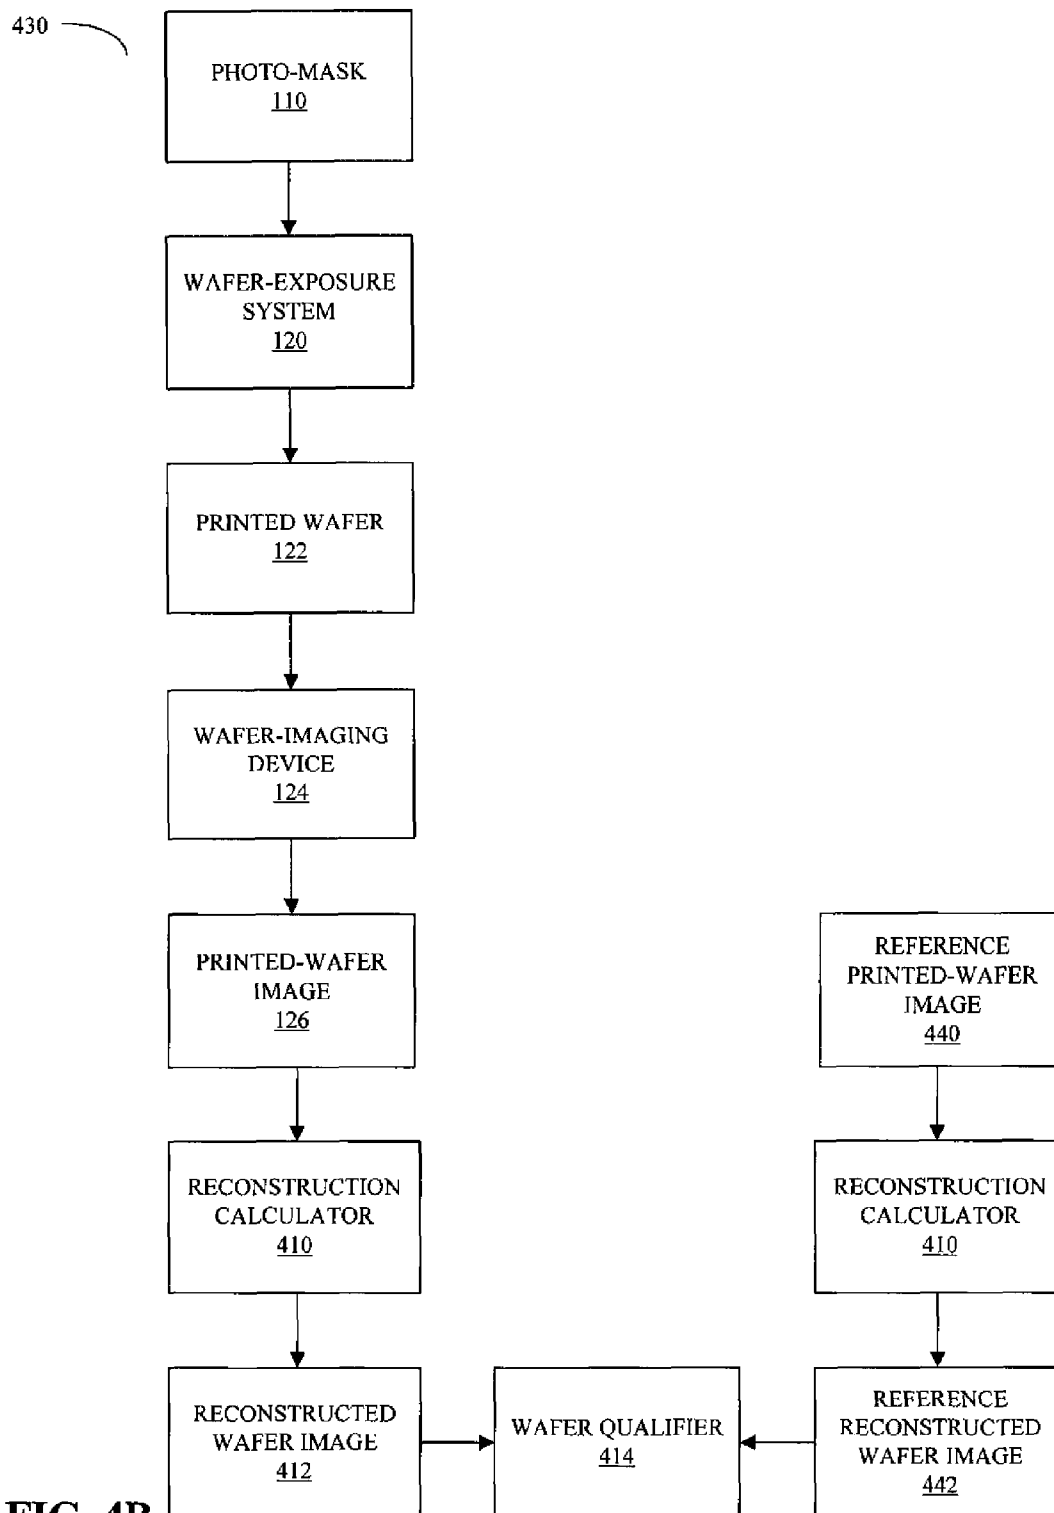 430
PHOTO-MASK
110
WAFER-EXPOSURE
SYSTEM
120
PRINTED WAFER
122
WAFER-IMAGING
DEVICE
124
PRINTED-WAFER
IMAGE
126
REFERENCE
PRINTED-WAFER
IMAGE
440
RECONSTRUCTION
CALCULATOR
410
RECONSTRUCTION
CALCULATOR
410
RECONSTRUCTED
WAFER IMAGE
412
WAFER QUALIFIER
414
REFERENCE
RECONSTRUCTED
WAFER IMAGE
442
FIG. 4B